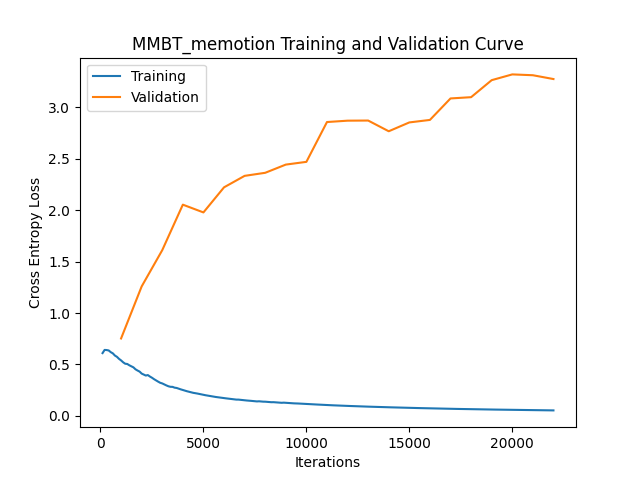 MMBT_memotion Training and Validation Curve
Training
Validation
3.0
2.5
2.0
1.5
1.0
0.5
0.0
Cross Entropy Loss
0 5000 10000 15000 20000
Iterations